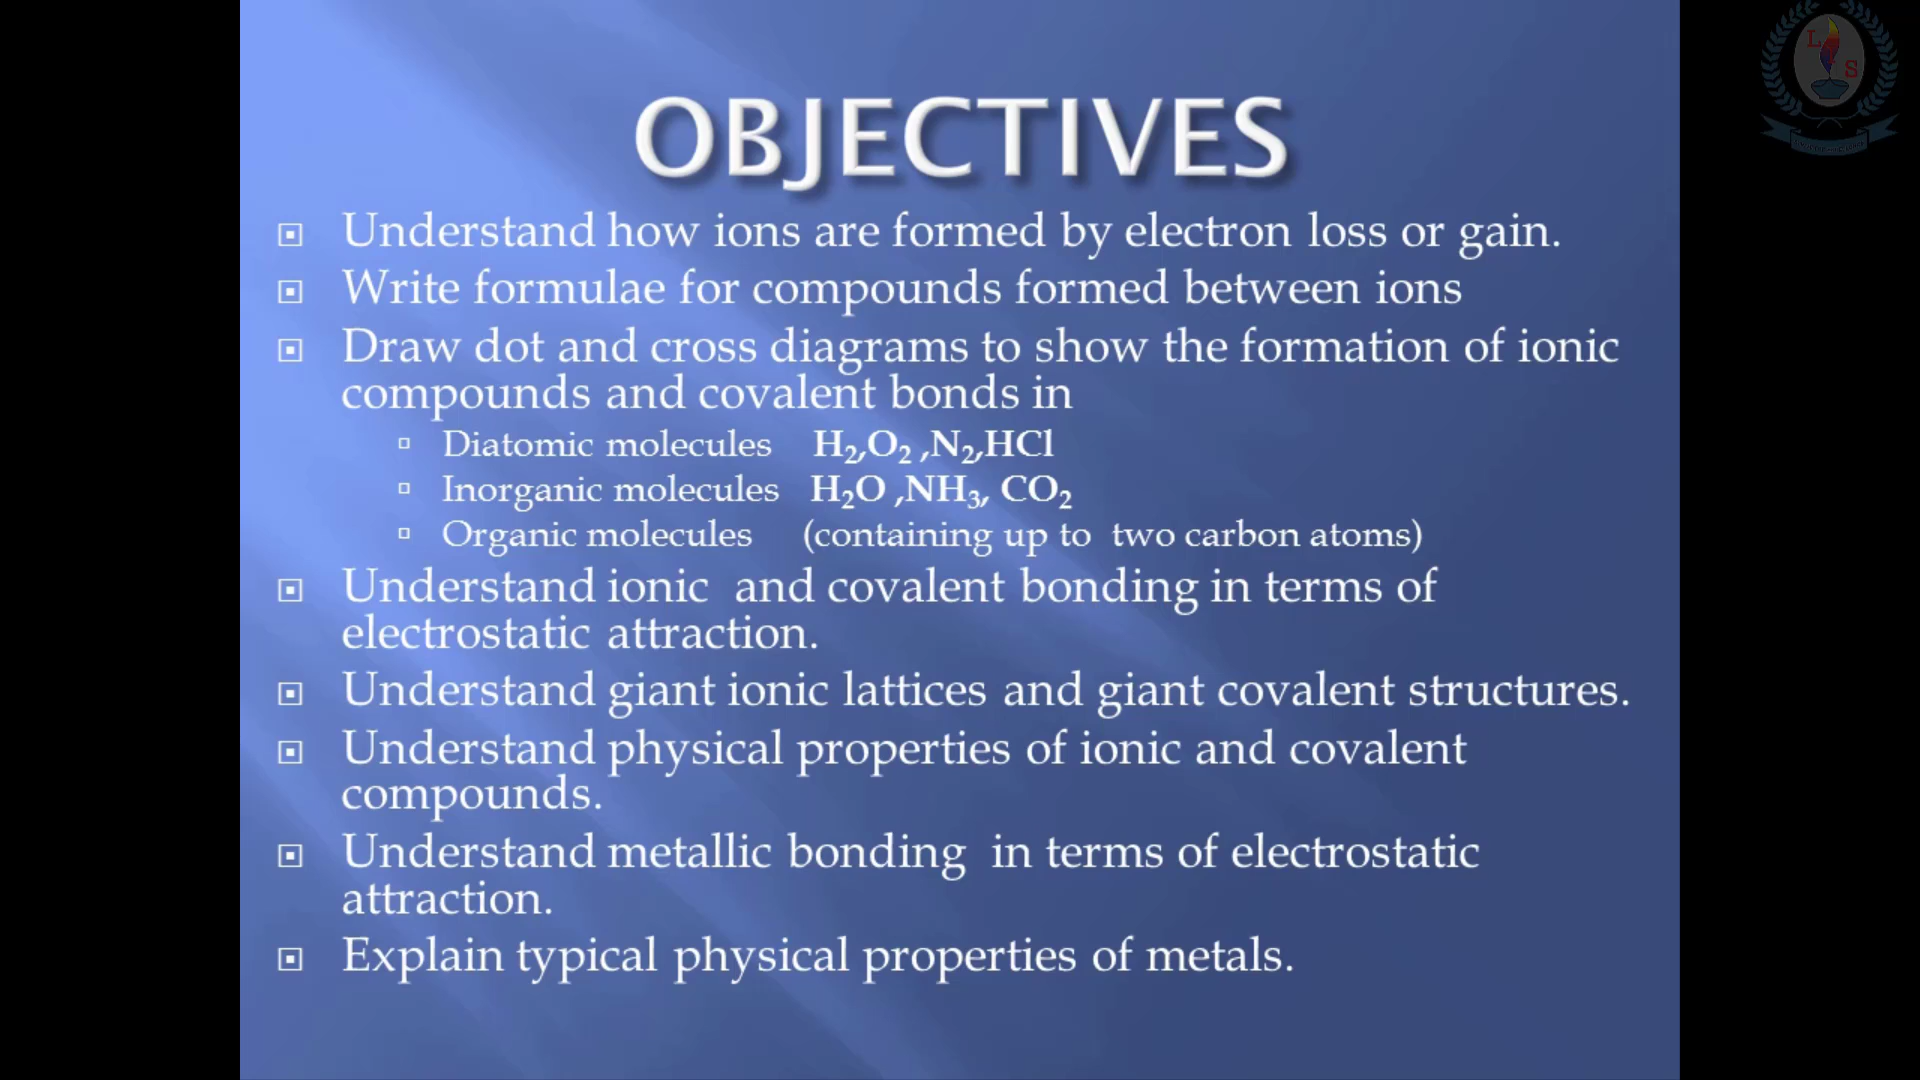 OBJECTIVES
Understand how ions are formed by electron loss or gain.
Write formulae for compounds formed between ions
Draw dot and cross diagrams to show the formation of ionic
compounds and covalent bonds in
Diatomic molecules H₂,O₂ ,N₂,HCl
Inorganic molecules H₂O ,NH₃, CO₂
Organic molecules (containing up to two carbon atoms)
Understand ionic and covalent bonding in terms of
electrostatic attraction.
Understand giant ionic lattices and giant covalent structures.
Understand physical properties of ionic and covalent
compounds.
Understand metallic bonding in terms of electrostatic
attraction.
Explain typical physical properties of metals.
L
S